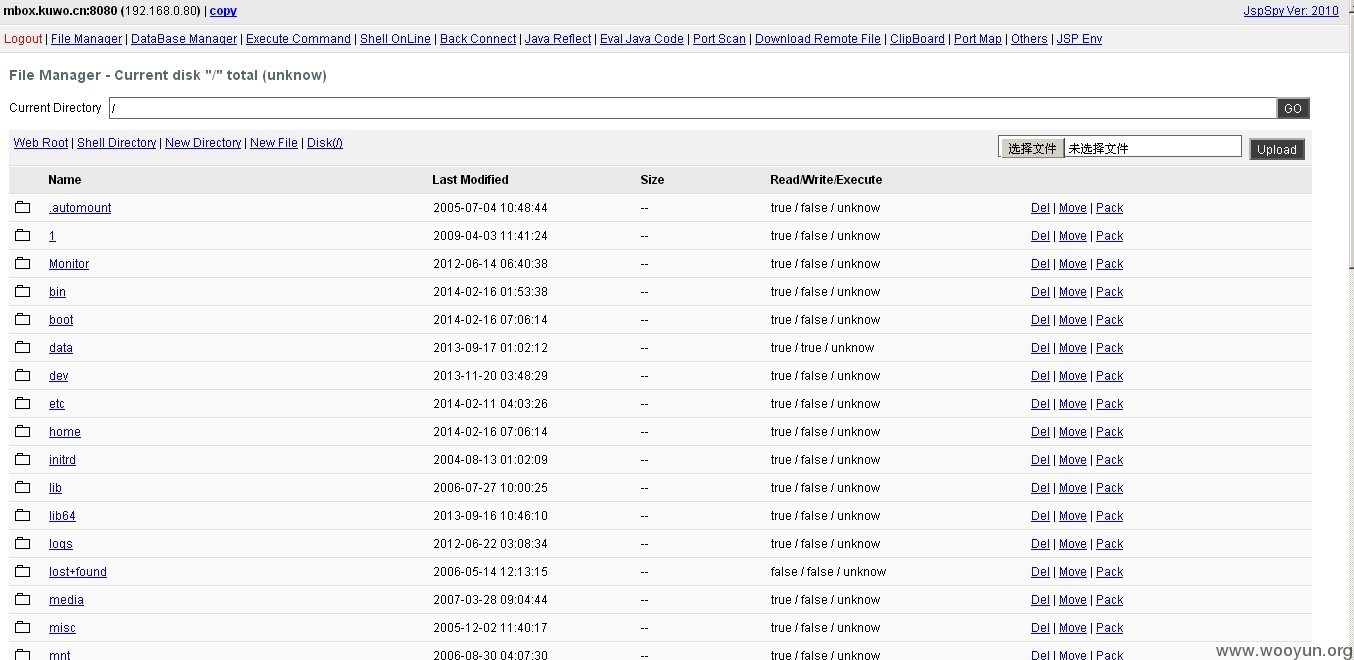 mbox.kuwo.cn:8080 (192.168.0.80) | copy JspSpy Ver: 2010
Logout | File Manager | DataBase Manager | Execute Command | Shell OnLine | Back Connect | Java Reflect | Eval Java Code | Port Scan | Download Remote File | ClipBoard | Port Map | Others | JSP Env
File Manager - Current disk "/" total (unknow)
Current Directory / GO
Web Root | Shell Directory | New Directory | New File | Disk(/) 选择文件 未选择文件 Upload
Name Last Modified Size Read/Write/Execute
.automount 2005-07-04 10:48:44 -- true / false / unknow Del | Move | Pack
1 2009-04-03 11:41:24 -- true / false / unknow Del | Move | Pack
Monitor 2012-06-14 06:40:38 -- true / false / unknow Del | Move | Pack
bin 2014-02-16 01:53:38 -- true / false / unknow Del | Move | Pack
boot 2014-02-16 07:06:14 -- true / false / unknow Del | Move | Pack
data 2013-09-17 01:02:12 -- true / true / unknow Del | Move | Pack
dev 2013-11-20 03:48:29 -- true / false / unknow Del | Move | Pack
etc 2014-02-11 04:03:26 -- true / false / unknow Del | Move | Pack
home 2014-02-16 07:06:14 -- true / false / unknow Del | Move | Pack
initrd 2004-08-13 01:02:09 -- true / false / unknow Del | Move | Pack
lib 2006-07-27 10:00:25 -- true / false / unknow Del | Move | Pack
lib64 2013-09-16 10:46:10 -- true / false / unknow Del | Move | Pack
logs 2012-06-22 03:08:34 -- true / false / unknow Del | Move | Pack
lost+found 2006-05-14 12:13:15 -- false / false / unknow Del | Move | Pack
media 2007-03-28 09:04:44 -- true / false / unknow Del | Move | Pack
misc 2005-12-02 11:40:17 -- true / false / unknow Del | Move | Pack
mnt 2006-08-30 04:07:30 -- true / false / unknow Del | Move | Pack
www.wooyun.org